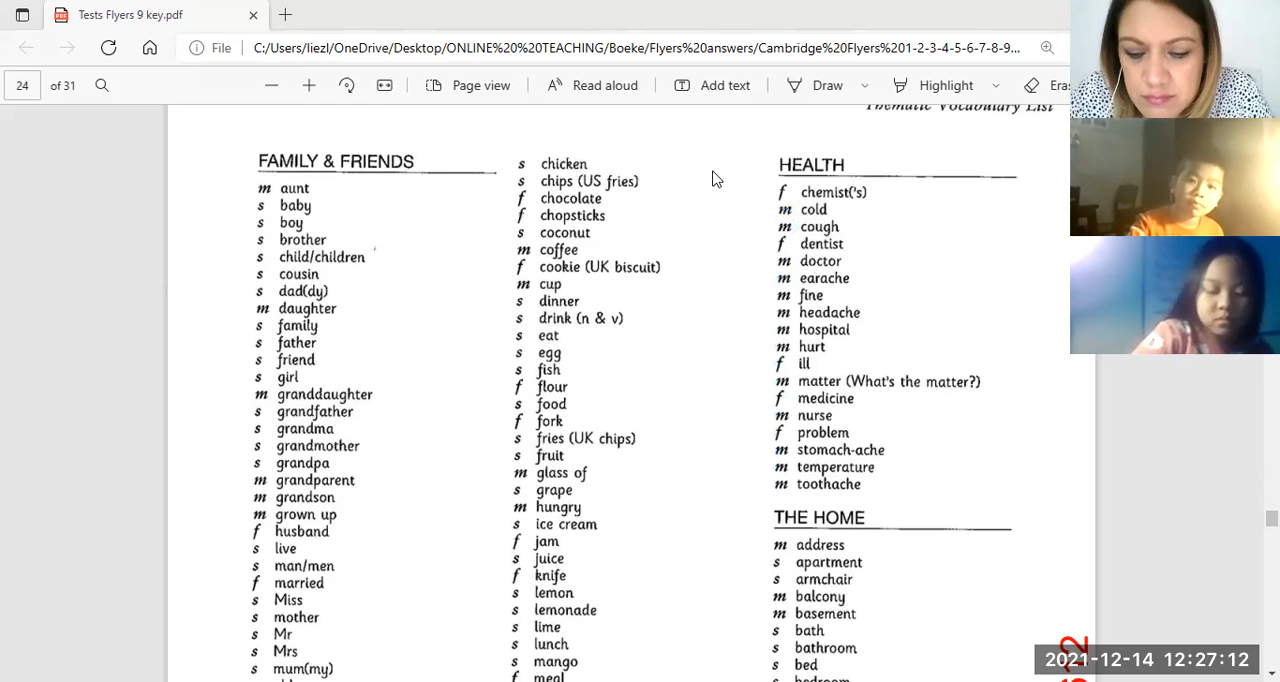 Tests Flyers 9 key.pdf
File
C:/Users/liezl/OneDrive/Desktop/ONLINE%20%20TEACHING/Boeke/Flyers%20answers/Cambridge%20Flyers%201-2-3-4-5-6-7-8-9...
24
of 31
Page view
Read aloud
Add text
Draw
Highlight
Eras
Thematic Vocabulary List
FAMILY & FRIENDS
m aunt
s baby
s boy
s brother
s child/children
s cousin
s dad(dy)
m daughter
s family
s father
s friend
s girl
m granddaughter
s grandfather
s grandma
s grandmother
s grandpa
m grandparent
m grandson
m grown up
f husband
s live
s man/men
f married
s Miss
s mother
s Mr
s Mrs
s mum(my)
s chicken
s chips (US fries)
f chocolate
f chopsticks
s coconut
m coffee
f cookie (UK biscuit)
m cup
s dinner
s drink (n & v)
s eat
s egg
s fish
f flour
s food
f fork
s fries (UK chips)
s fruit
m glass of
s grape
m hungry
s ice cream
f jam
s juice
f knife
s lemon
s lemonade
s lime
s lunch
s mango
f meal
HEALTH
f chemist('s)
m cold
m cough
f dentist
m doctor
m earache
m fine
m headache
m hospital
m hurt
f ill
m matter (What's the matter?)
f medicine
m nurse
f problem
m stomach-ache
m temperature
m toothache
THE HOME
m address
s apartment
s armchair
m balcony
m basement
s bath
s bathroom
s bed
s bedroom
2021-12-14 12:27:12